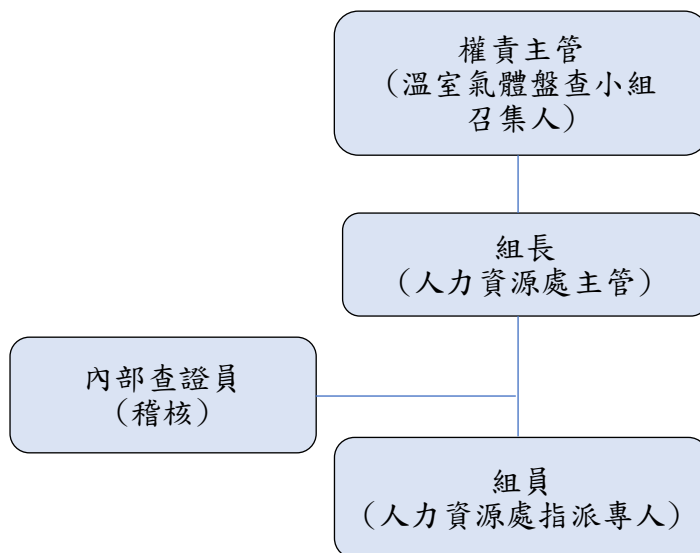 權責主管
（溫室氣體盤查小組
召集人）
組長
（人力資源處主管）
內部查證員
（稽核）
組員
（人力資源處指派專人）